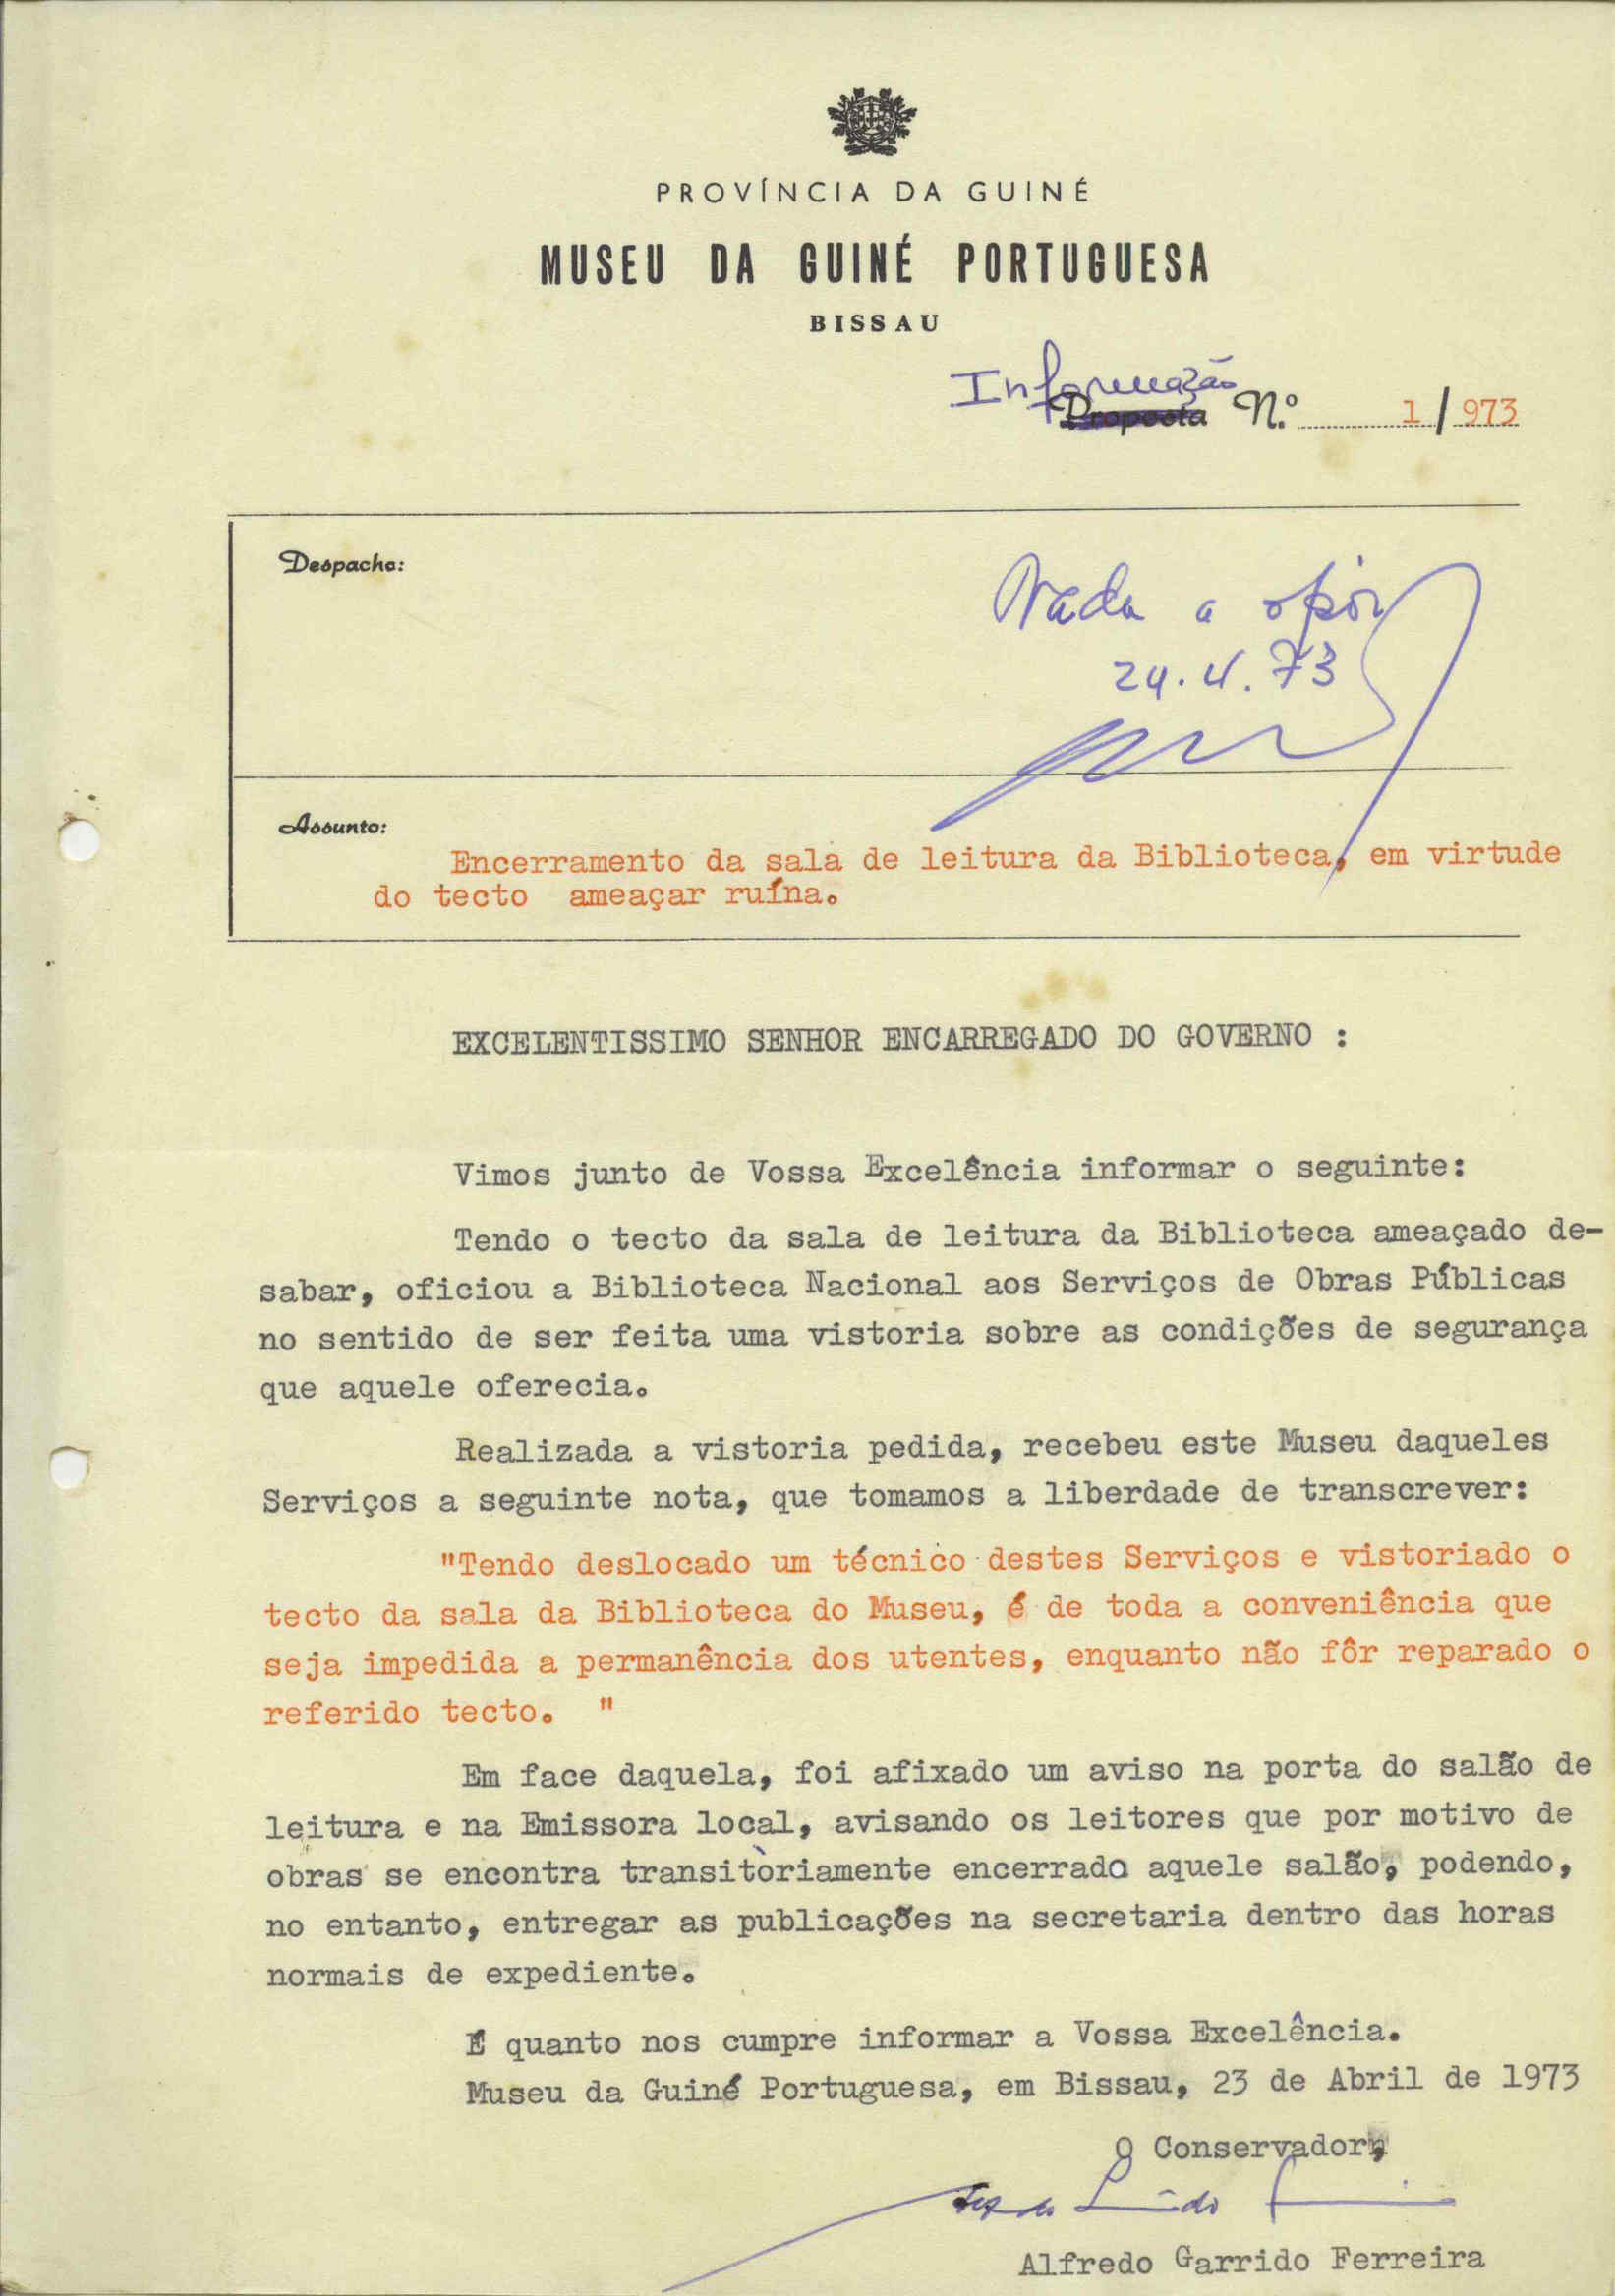 PROVÍNCIA DA GUINÉ
MUSEU DA GUINÉ PORTUGUESA
BISSAU
Informação
Proposta N.º 1/973
Despacho:
Nada a opôr
24.4.73
Assunto:
Encerramento da sala de leitura da Biblioteca, em virtude
do tecto ameaçar ruína.
EXCELENTISSIMO SENHOR ENCARREGADO DO GOVERNO :
Vimos junto de Vossa Excelência informar o seguinte:
Tendo o tecto da sala de leitura da Biblioteca ameaçado de-
sabar, oficiou a Biblioteca Nacional aos Serviços de Obras Públicas
no sentido de ser feita uma vistoria sobre as condições de segurança
que aquele oferecia.
Realizada a vistoria pedida, recebeu este Museu daqueles
Serviços a seguinte nota, que tomamos a liberdade de transcrever:
"Tendo deslocado um técnico destes Serviços e vistoriado o
tecto da sala da Biblioteca do Museu, é de toda a conveniência que
seja impedida a permanência dos utentes, enquanto não fôr reparado o
referido tecto. "
Em face daquela, foi afixado um aviso na porta do salão de
leitura e na Emissora local, avisando os leitores que por motivo de
obras se encontra transitòriamente encerrado aquele salão, podendo,
no entanto, entregar as publicações na secretaria dentro das horas
normais de expediente.
É quanto nos cumpre informar a Vossa Excelência.
Museu da Guiné Portuguesa, em Bissau, 23 de Abril de 1973
O Conservador,
Alfredo Garrido Ferreira